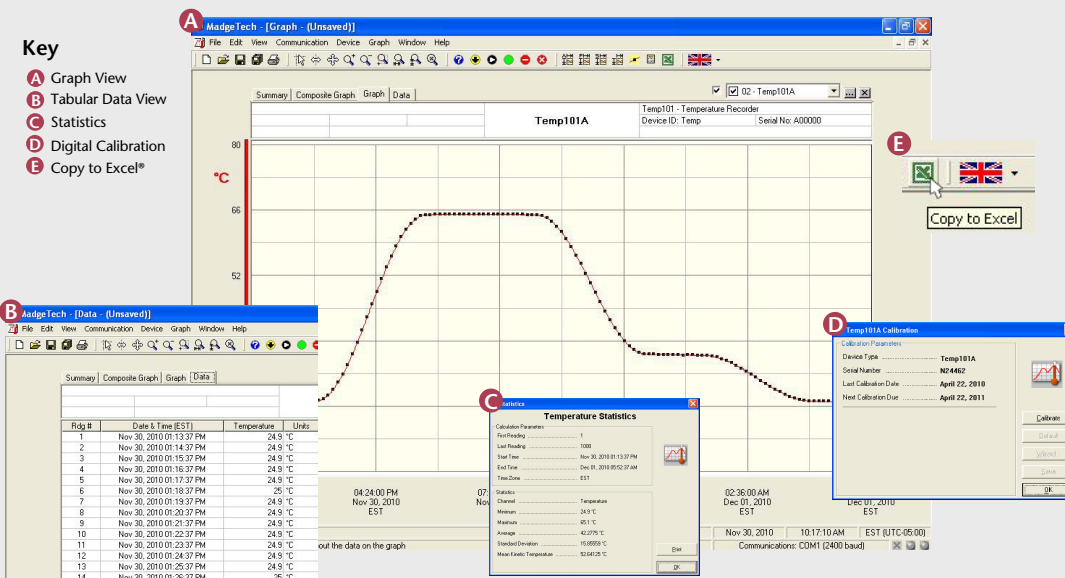 Key
A Graph View
B Tabular Data View
C Statistics
D Digital Calibration
E Copy to Excel®
A
MadgeTech - [Graph - (Unsaved)]
File Edit View Communication Device Graph Window Help
Summary Composite Graph Graph Data
02 - Temp101A
Temp101A
Temp101 - Temperature Recorder
Device ID: Temp Serial No: A00000
80
°C
66
52
04:24:00 PM
Nov 30, 2010
EST
07:
Nov
02:36:00 AM
Dec 01, 2010
EST
Dec 01, 2010
EST
Nov 30, 2010 10:17:10 AM EST (UTC-05:00)
out the data on the graph
Communications: COM1 (2400 baud)
E
Copy to Excel
B
MadgeTech - [Data - (Unsaved)]
File Edit View Communication Device Graph Window Help
Summary Composite Graph Graph Data
Rdg # Date & Time (EST) Temperature Units
1 Nov 30, 2010 01:13:37 PM 24.9 °C
2 Nov 30, 2010 01:14:37 PM 24.9 °C
3 Nov 30, 2010 01:15:37 PM 24.9 °C
4 Nov 30, 2010 01:16:37 PM 24.9 °C
5 Nov 30, 2010 01:17:37 PM 24.9 °C
6 Nov 30, 2010 01:18:37 PM 25 °C
7 Nov 30, 2010 01:19:37 PM 24.9 °C
8 Nov 30, 2010 01:20:37 PM 24.9 °C
9 Nov 30, 2010 01:21:37 PM 24.9 °C
10 Nov 30, 2010 01:22:37 PM 24.9 °C
11 Nov 30, 2010 01:23:37 PM 24.9 °C
12 Nov 30, 2010 01:24:37 PM 24.9 °C
13 Nov 30, 2010 01:25:37 PM 24.9 °C
14 Nov 30, 2010 01:26:37 PM 25 °C
C
Statistics
Temperature Statistics
Calculation Parameters
First Reading 1
Last Reading 1000
Start Time Nov 30, 2010 01:13:37 PM
End Time Dec 01, 2010 05:52:37 AM
Time Zone EST
Statistics
Channel Temperature
Minimum 24.9 °C
Maximum 65.1 °C
Average 42.2775 °C
Standard Deviation 15.85559 °C
Mean Kinetic Temperature 52.64125 °C
Print
OK
D
Temp101A Calibration
Calibration Parameters
Device Type Temp101A
Serial Number N24462
Last Calibration Date April 22, 2010
Next Calibration Due April 22, 2011
Calibrate
Default
Wizard
Save
OK